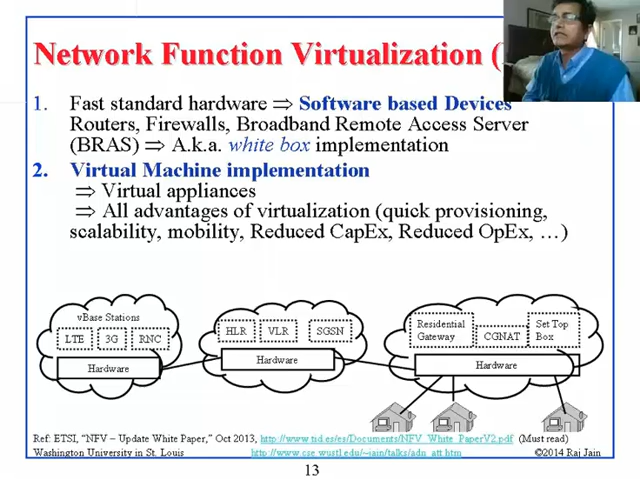 Network Function Virtualization (
1. Fast standard hardware ⇒ Software based Devices
Routers, Firewalls, Broadband Remote Access Server
(BRAS) ⇒ A.k.a. white box implementation
2. Virtual Machine implementation
⇒ Virtual appliances
⇒ All advantages of virtualization (quick provisioning,
scalability, mobility, Reduced CapEx, Reduced OpEx, …)
vBase Stations
LTE 3G RNC
Hardware
HLR VLR SGSN
Hardware
Residential
Gateway
CGNAT
Set Top
Box
Hardware
Ref: ETSI, “NFV – Update White Paper,” Oct 2013, http://www.tid.es/es/Documents/NFV_White_PaperV2.pdf (Must read)
Washington University in St. Louis http://www.cse.wustl.edu/~jain/talks/adn_att.htm ©2014 Raj Jain
13